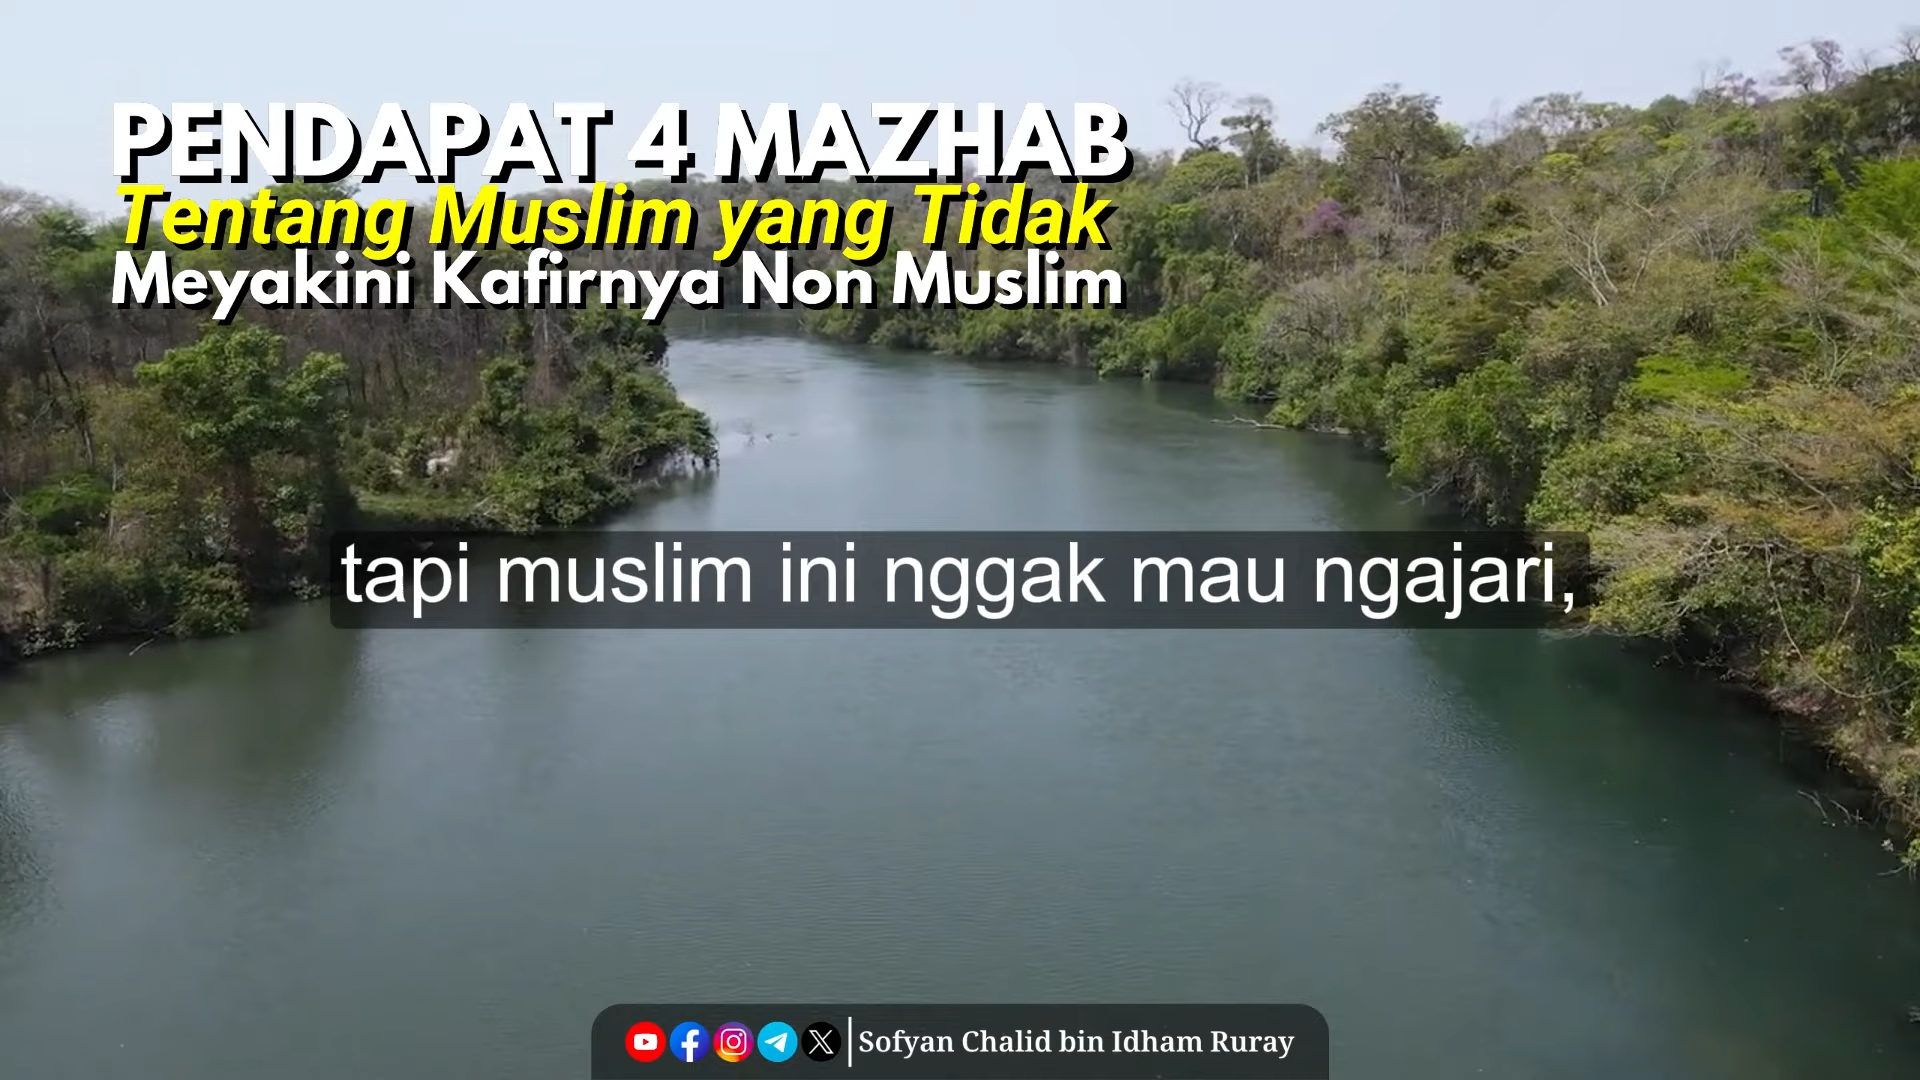 PENDAPAT 4 MAZHAB
Tentang Muslim yang Tidak
Meyakini Kafirnya Non Muslim
tapi muslim ini nggak mau ngajari,
Sofyan Chalid bin Idham Ruray